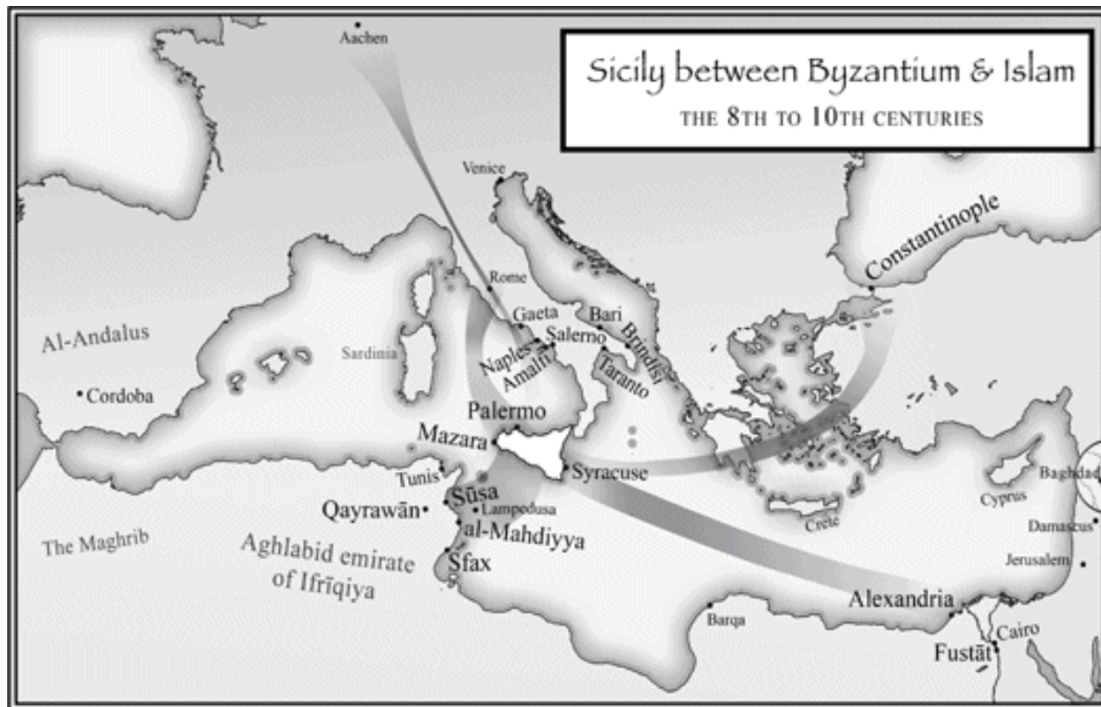 Aachen
Sicily between Byzantium & Islam
THE 8TH TO 10TH CENTURIES
Venice
Constantinople
Rome
Gaeta
Bari
Al-Andalus
Sardinia
Naples
Salerno
Brindisi
Amalfi
Taranto
Cordoba
Palermo
Mazara
Syracuse
Tunis
Baghdad
Cyprus
Sūsa
Qayrawān
Lampedusa
Crete
Damascus
al-Mahdiyya
The Maghrib
Aghlabid emirate
of Ifrīqiya
Sfax
Jerusalem
Alexandria
Barqa
Cairo
Fustāt